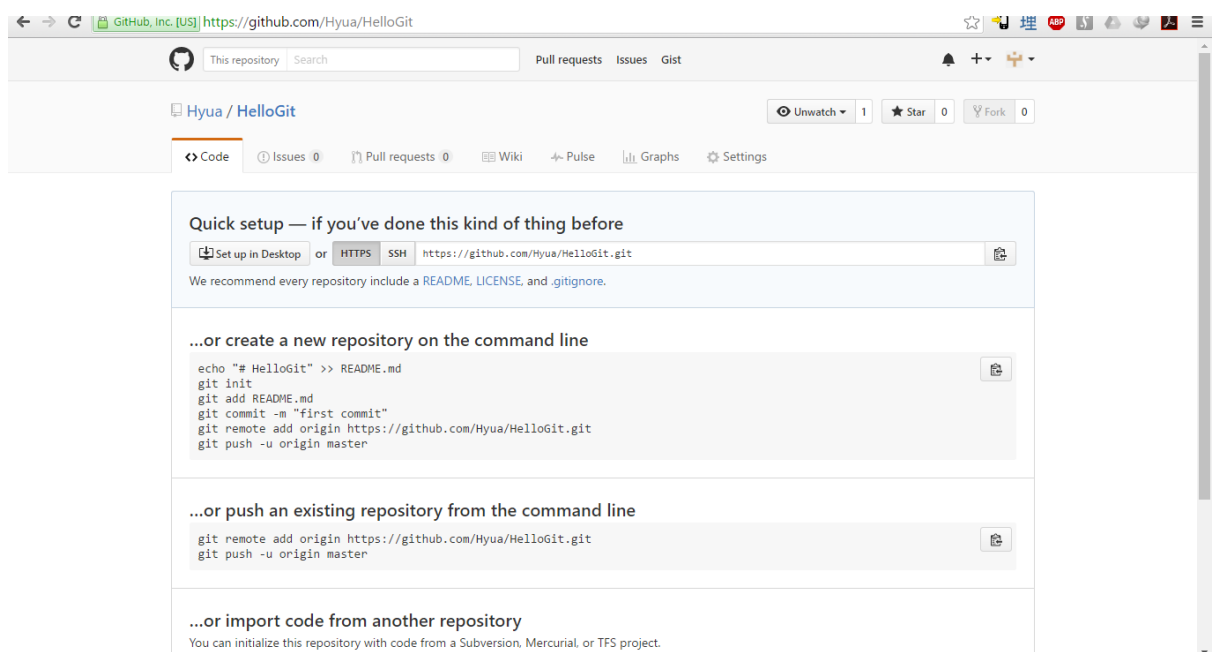 GitHub, Inc. [US] https://github.com/Hyua/HelloGit
埋 ABP
This repository Search Pull requests Issues Gist
Hyua / HelloGit Unwatch 1 Star 0 Fork 0
Code Issues 0 Pull requests 0 Wiki Pulse Graphs Settings
Quick setup — if you've done this kind of thing before
Set up in Desktop or HTTPS SSH https://github.com/Hyua/HelloGit.git
We recommend every repository include a README, LICENSE, and .gitignore.
…or create a new repository on the command line
echo "# HelloGit" >> README.md
git init
git add README.md
git commit -m "first commit"
git remote add origin https://github.com/Hyua/HelloGit.git
git push -u origin master
…or push an existing repository from the command line
git remote add origin https://github.com/Hyua/HelloGit.git
git push -u origin master
…or import code from another repository
You can initialize this repository with code from a Subversion, Mercurial, or TFS project.